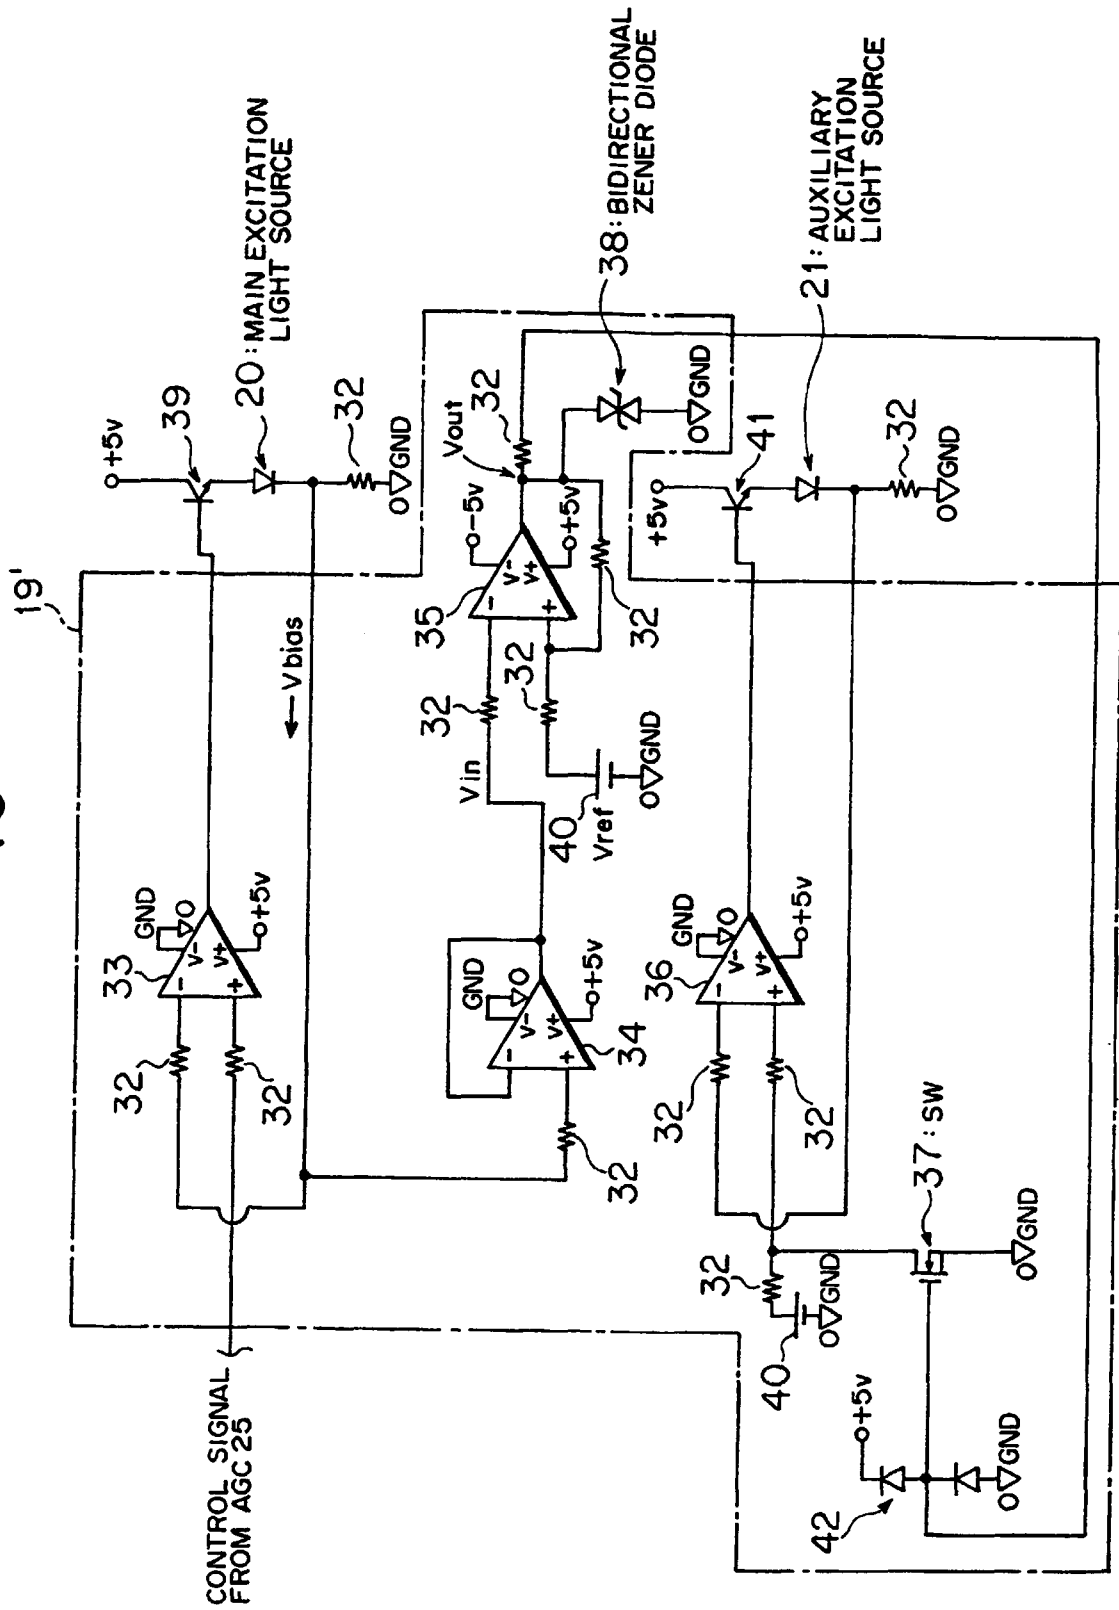 19'
+5v
39
20:MAIN EXCITATION
LIGHT SOURCE
32
GND
Vbias
33
GND
V-
V+
+5v
-
+
32
32'
CONTROL SIGNAL
FROM AGC 25
Vout
32
-5v
+5v
35
V-
V+
-
+
32
32
32
38:BIDIRECTIONAL
ZENER DIODE
GND
Vin
40
Vref
GND
GND
V-
V+
+5v
-
+
34
32
+5v
41
21:AUXILIARY
EXCITATION
LIGHT SOURCE
32
GND
36
GND
V-
V+
+5v
-
+
32
32
32
40
GND
37:SW
GND
+5v
42
GND